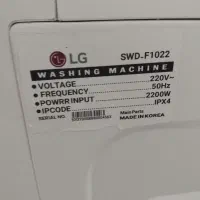 LG SWD-F1022
WASHING MACHINE
•VOLTAGE 220V~
•FREQUENCY 50Hz
•POWRR INPUT 2200W
•IPCODE IPX4
SERIAL NO. Main Parts
MADE IN KOREA